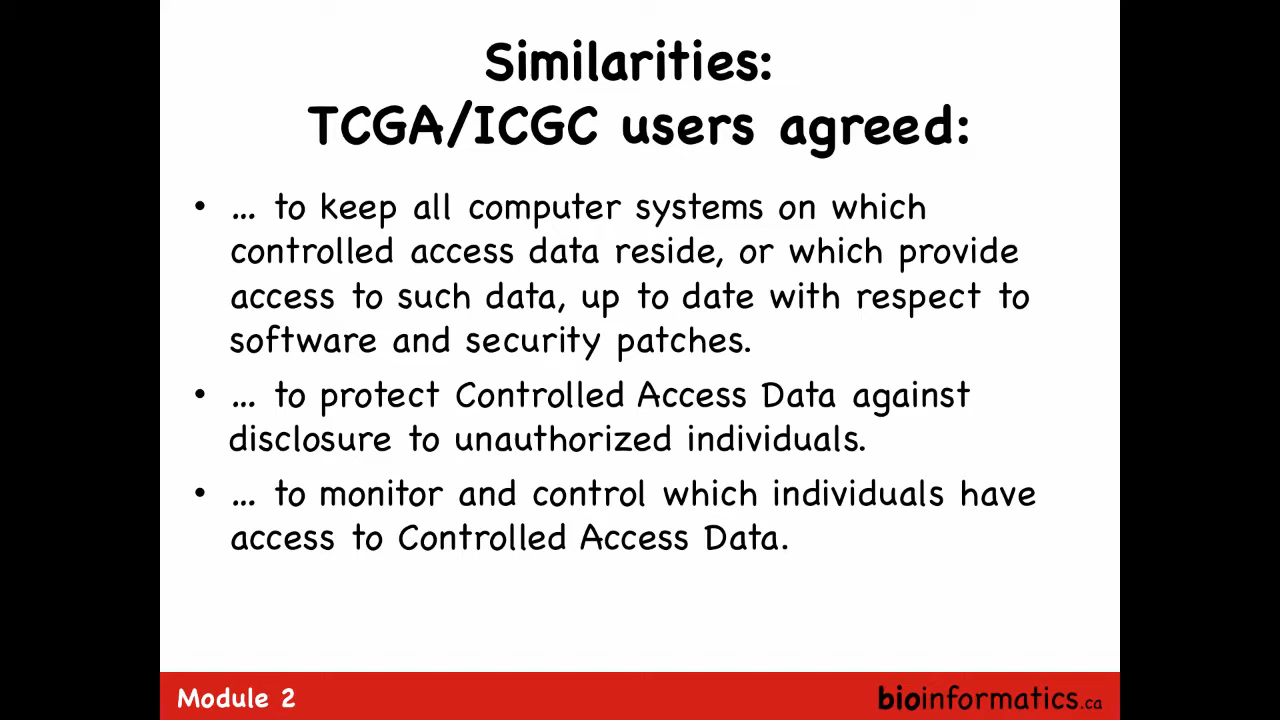 Similarities:
TCGA/ICGC users agreed:
• ... to keep all computer systems on which
controlled access data reside, or which provide
access to such data, up to date with respect to
software and security patches.
• ... to protect Controlled Access Data against
disclosure to unauthorized individuals.
• ... to monitor and control which individuals have
access to Controlled Access Data.
Module 2
bioinformatics.ca